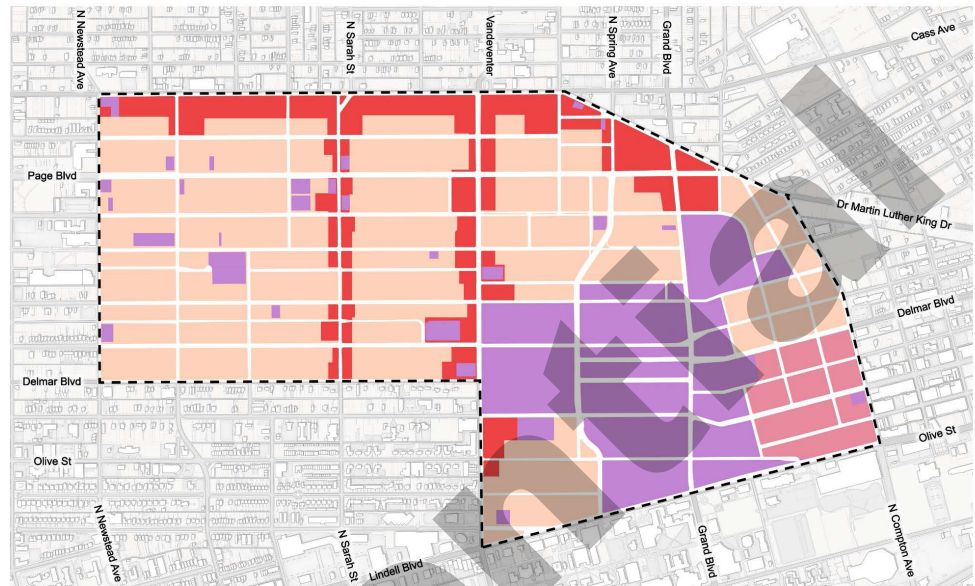 N Newstead Ave
N Sarah St
Vandeventer
N Spring Ave
Grand Blvd
Cass Ave
Page Blvd
Dr Martin Luther King Dr
Delmar Blvd
Delmar Blvd
Olive St
Olive St
N Newstead Ave
N Sarah St
Lindell Blvd
Grand Blvd
N Compton Ave